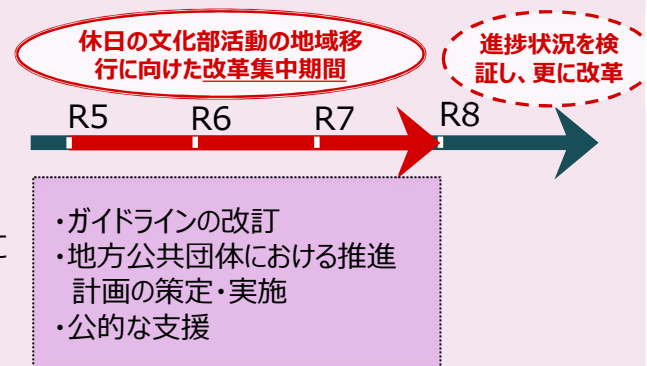 休日の文化部活動の地域移
行に向けた改革集中期間
進捗状況を検
証し、更に改革
R5 R6 R7 R8
に
・ガイドラインの改訂
・地方公共団体における推進
計画の策定・実施
・公的な支援